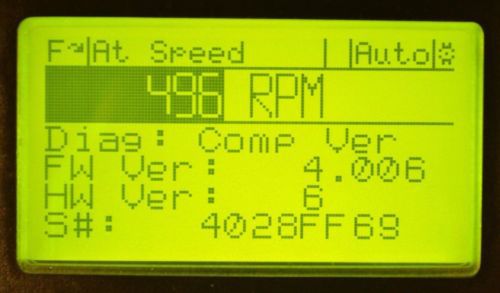 F At Speed Auto
496 RPM
Diag: Comp Ver
FW Ver: 4.006
HW Ver: 6
S#: 4028FF69